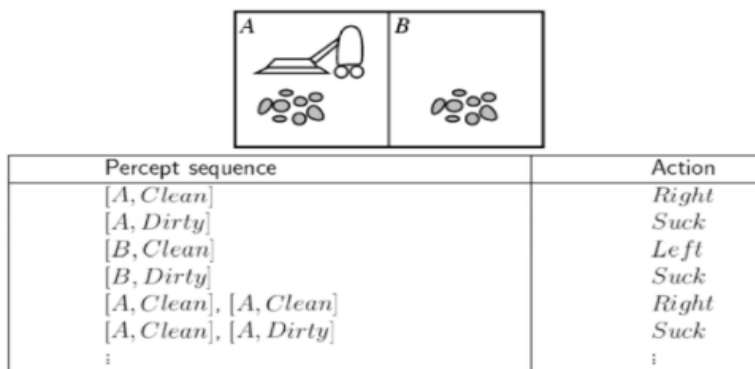 A B
Percept sequence Action
[A, Clean] Right
[A, Dirty] Suck
[B, Clean] Left
[B, Dirty] Suck
[A, Clean], [A, Clean] Right
[A, Clean], [A, Dirty] Suck
⋮ ⋮